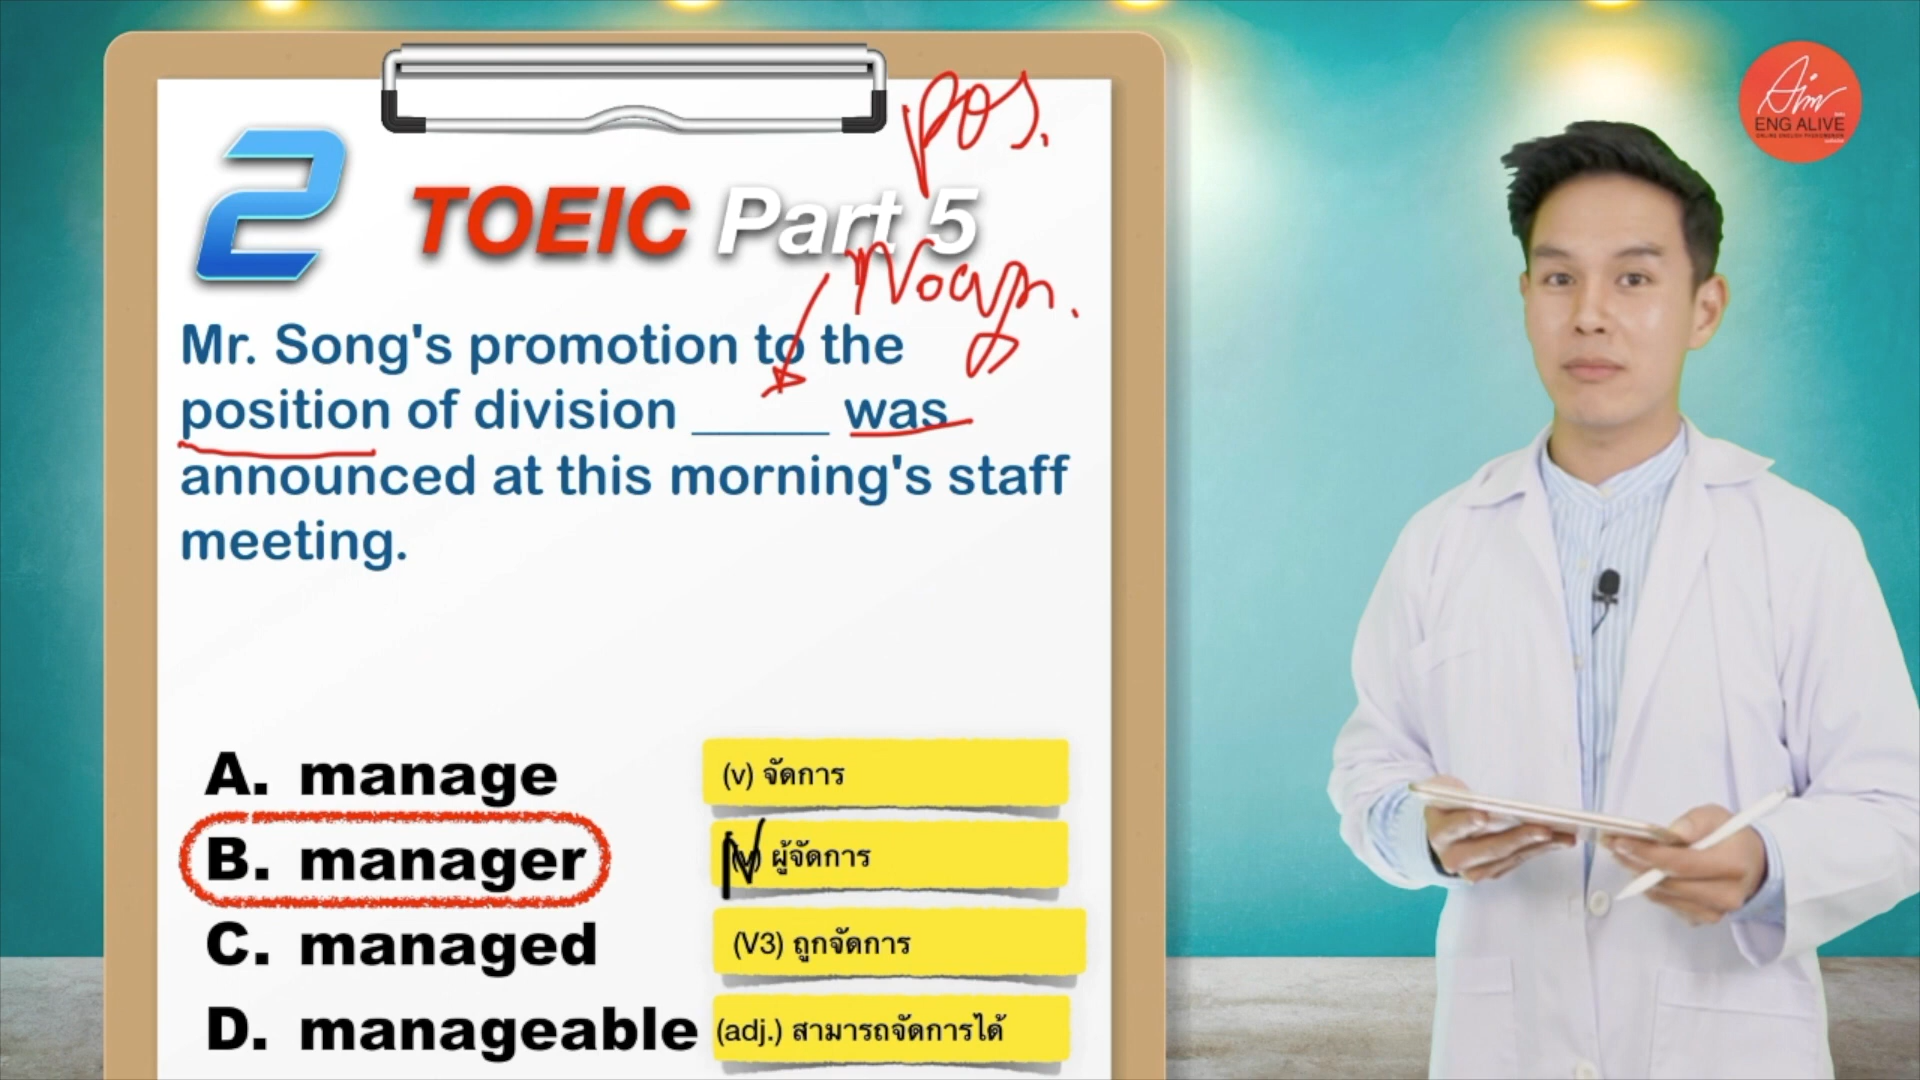 pos.
2
TOEIC Part 5
Noun.
Mr. Song's promotion to the
position of division ______ was
announced at this morning's staff
meeting.
A. manage (v) จัดการ
B. manager N ผู้จัดการ
C. managed (V3) ถูกจัดการ
D. manageable (adj.) สามารถจัดการได้
Aim
ENG ALIVE